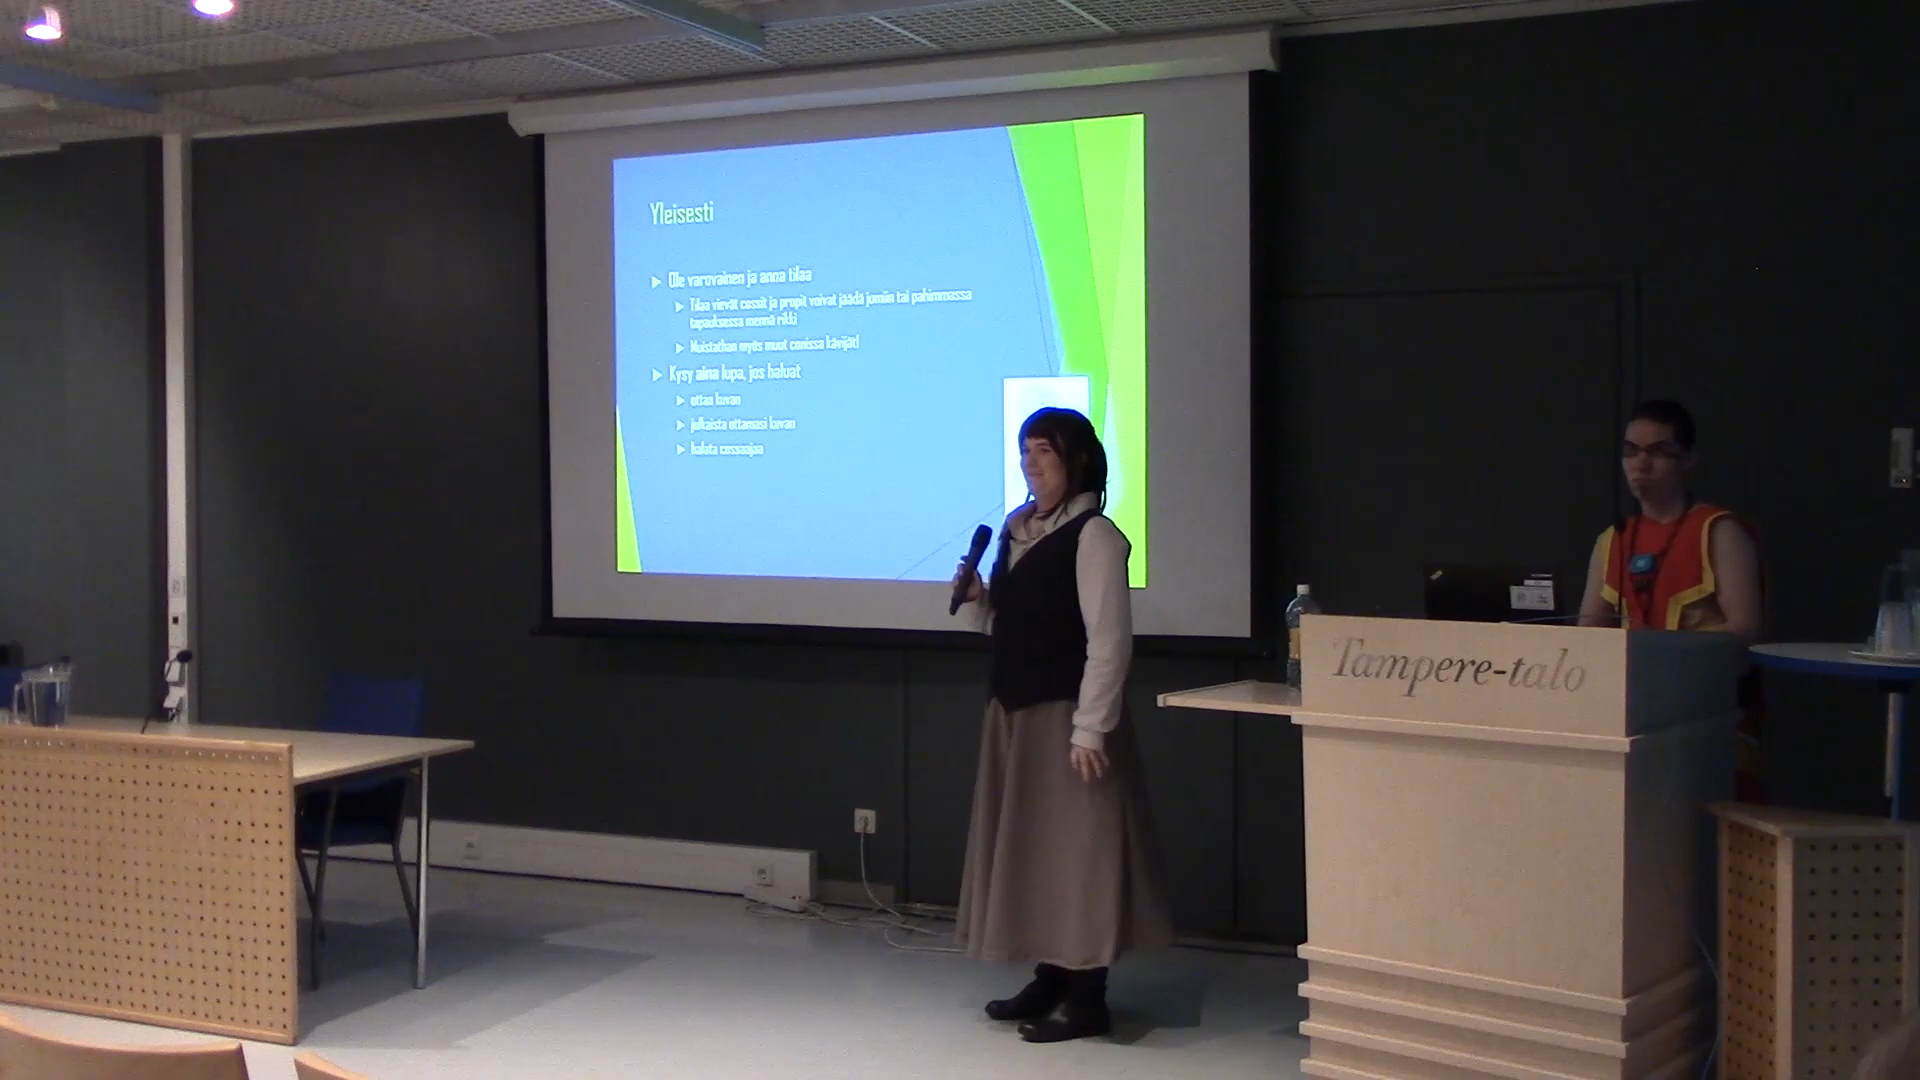 Yleisesti
Ole varovainen ja anna tilaa
Tilaa vievät cossit ja propit voivat jäädä jumiin tai pahimmassa
tapauksessa mennä rikki
Muistathan myös muut conissa kävijät!
Kysy aina lupa, jos haluat
ottaa kuvan
julkaista ottamasi kuvan
halata cossaajaa
Tampere-talo